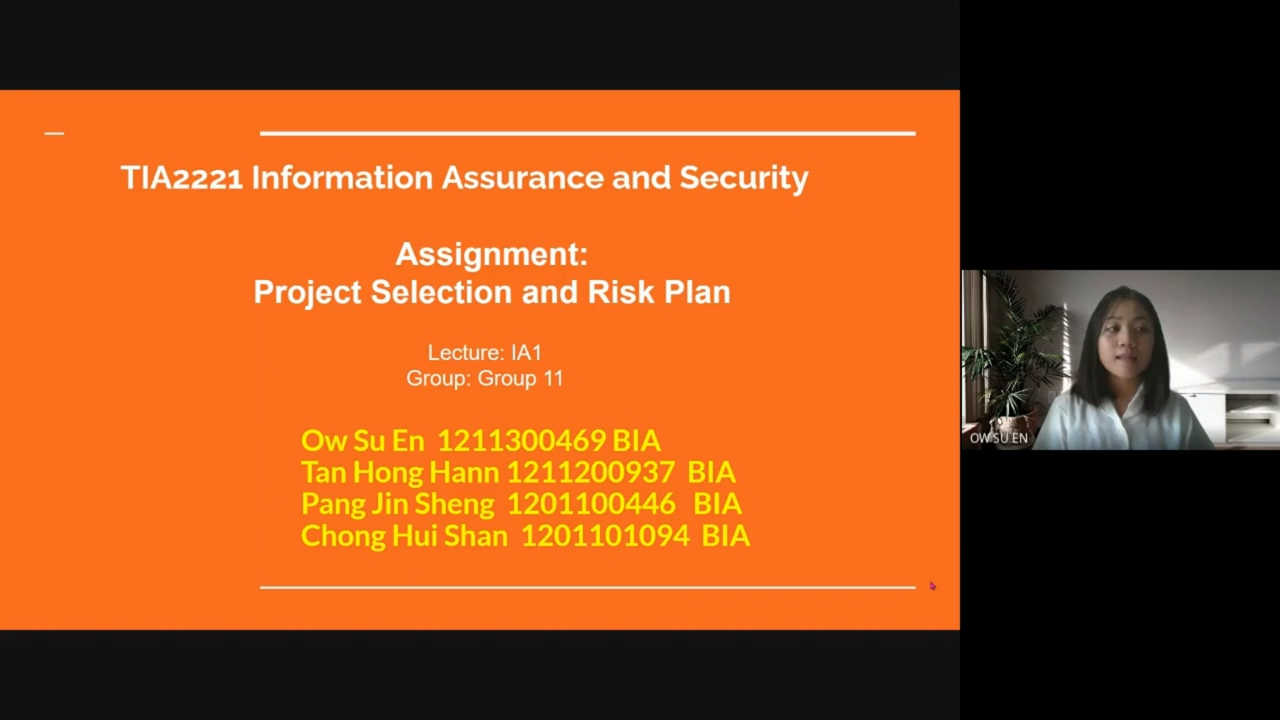 TIA2221 Information Assurance and Security
Assignment:
Project Selection and Risk Plan
Lecture: IA1
Group: Group 11
Ow Su En 1211300469 BIA
Tan Hong Hann 1211200937 BIA
Pang Jin Sheng 1201100446 BIA
Chong Hui Shan 1201101094 BIA
OW SU EN